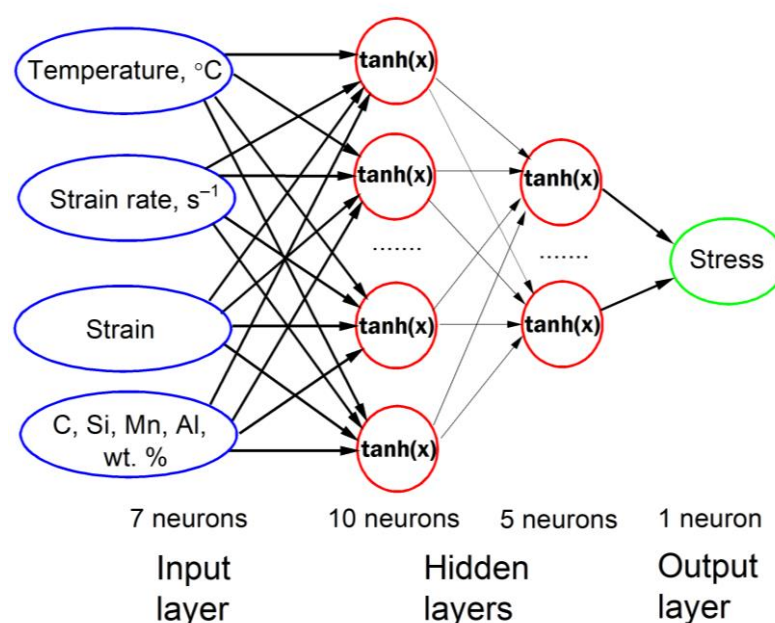 Temperature, °C
Strain rate, s⁻¹
Strain
C, Si, Mn, Al,
wt. %
tanh(x)
tanh(x)
.......
tanh(x)
tanh(x)
tanh(x)
.......
tanh(x)
Stress
7 neurons
10 neurons
5 neurons
1 neuron
Input
layer
Hidden
layers
Output
layer